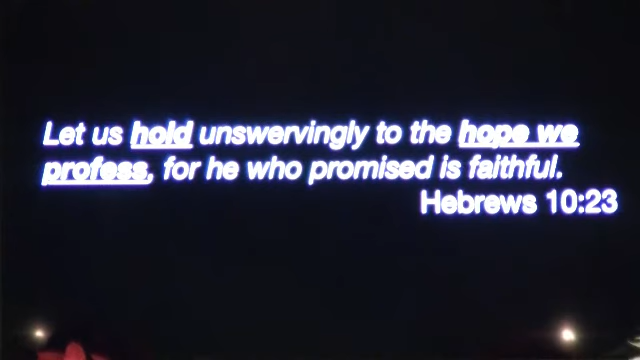 Let us hold unswervingly to the hope we
profess, for he who promised is faithful.
Hebrews 10:23